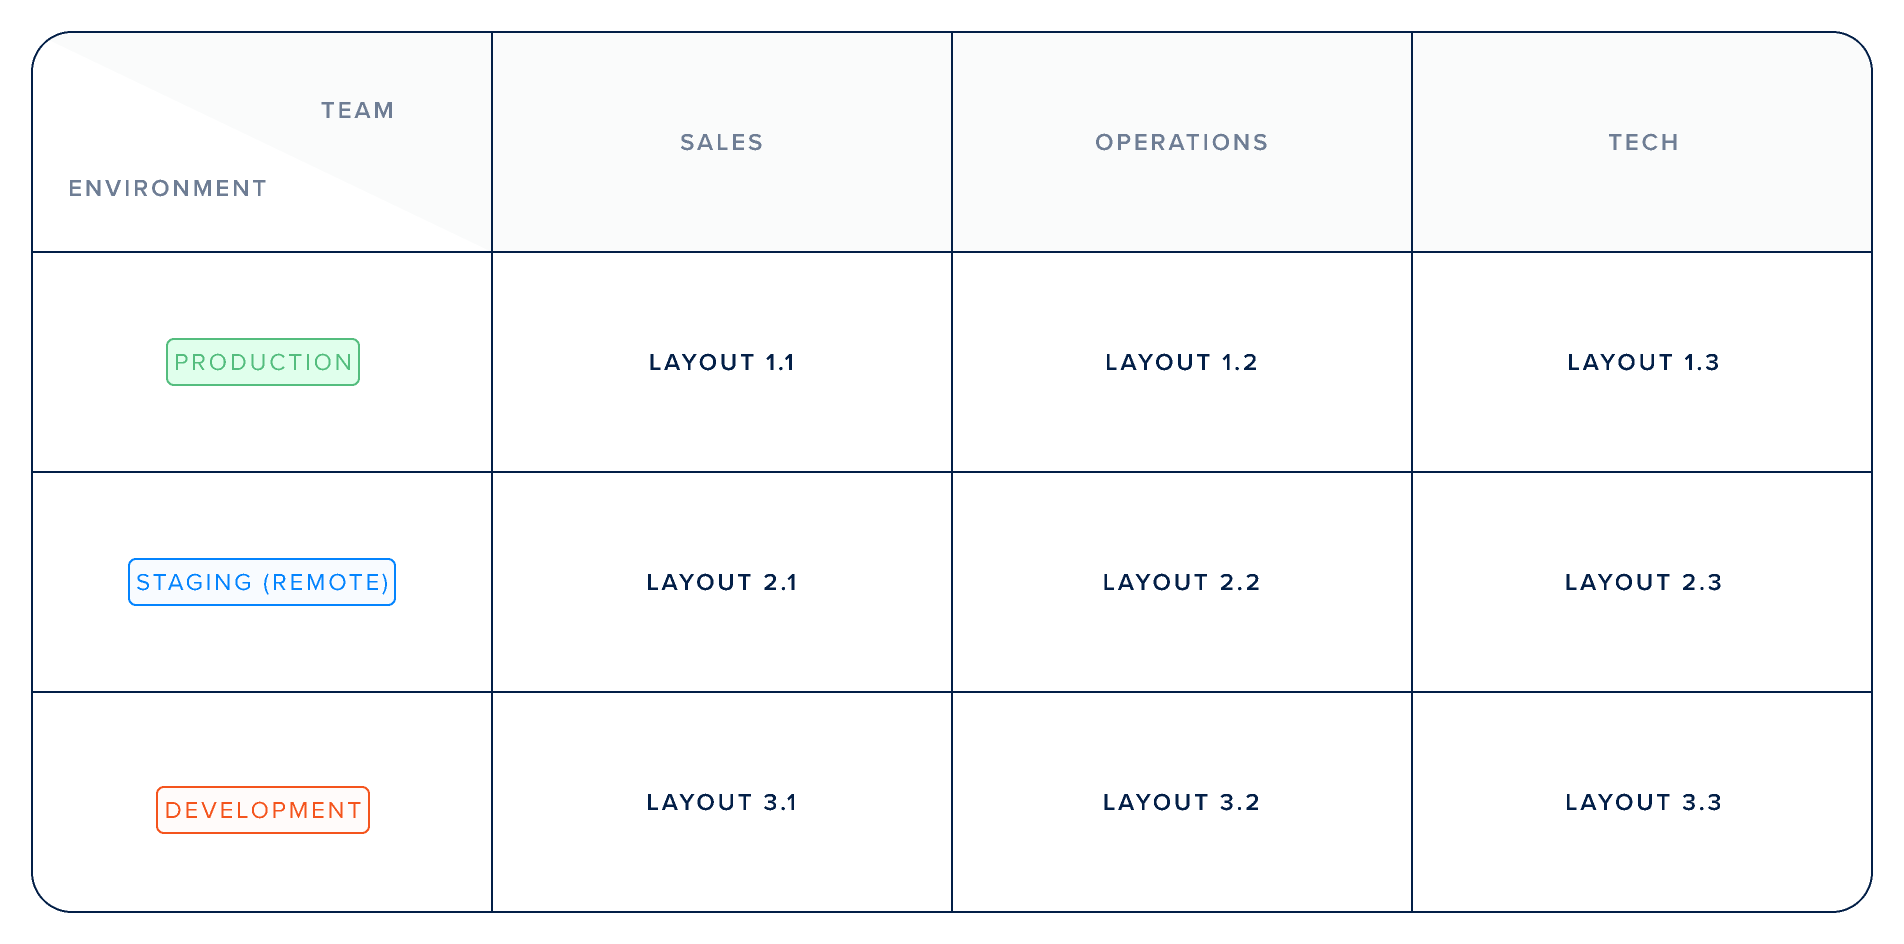 TEAM
ENVIRONMENT
SALES
OPERATIONS
TECH
PRODUCTION
LAYOUT 1.1
LAYOUT 1.2
LAYOUT 1.3
STAGING (REMOTE)
LAYOUT 2.1
LAYOUT 2.2
LAYOUT 2.3
DEVELOPMENT
LAYOUT 3.1
LAYOUT 3.2
LAYOUT 3.3